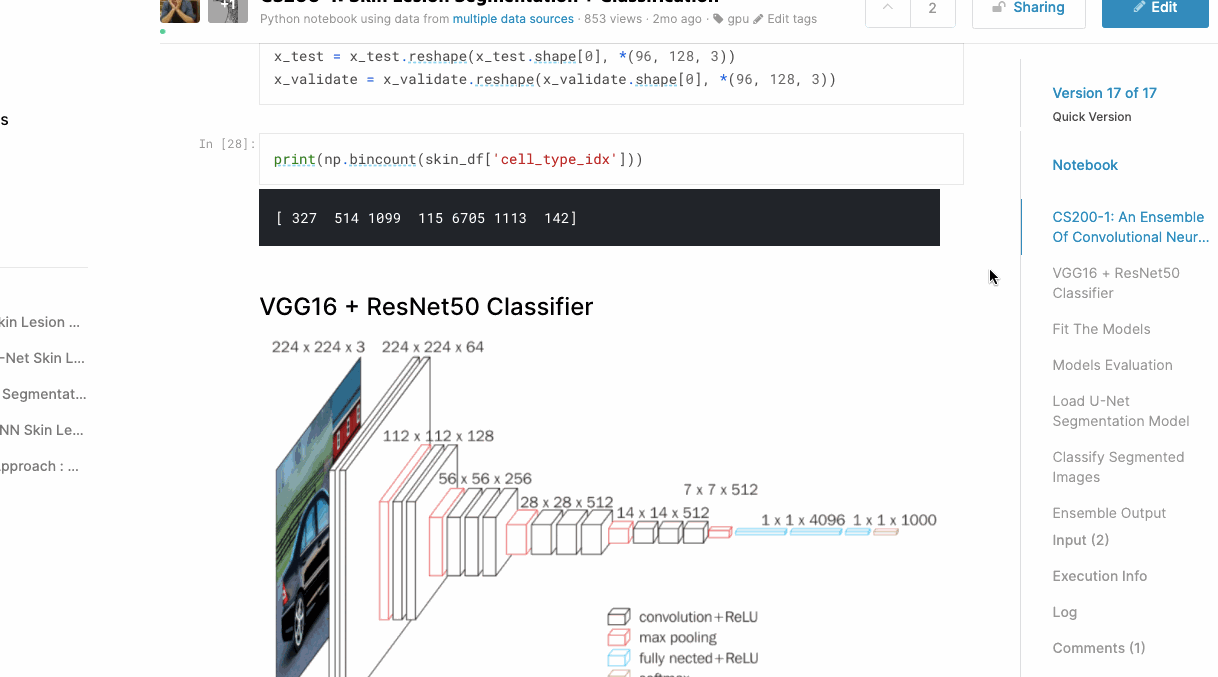 Python notebook using data from multiple data sources · 853 views · 2mo ago · gpu Edit tags
2
Sharing
Edit
x_test = x_test.reshape(x_test.shape[0], *(96, 128, 3))
x_validate = x_validate.reshape(x_validate.shape[0], *(96, 128, 3))
In [28]:
print(np.bincount(skin_df['cell_type_idx']))
[ 327  514 1099  115 6705 1113  142]
VGG16 + ResNet50 Classifier
224 x 224 x 3
224 x 224 x 64
112 x 112 x 128
56 x 56 x 256
28 x 28 x 512
14 x 14 x 512
7 x 7 x 512
1 x 1 x 4096
1 x 1 x 1000
convolution+ReLU
max pooling
fully nected+ReLU
s
kin Lesion ...
-Net Skin L...
Segmentat...
NN Skin Le...
pproach : ...
Version 17 of 17
Quick Version
Notebook
CS200-1: An Ensemble
Of Convolutional Neur...
VGG16 + ResNet50
Classifier
Fit The Models
Models Evaluation
Load U-Net
Segmentation Model
Classify Segmented
Images
Ensemble Output
Input (2)
Execution Info
Log
Comments (1)